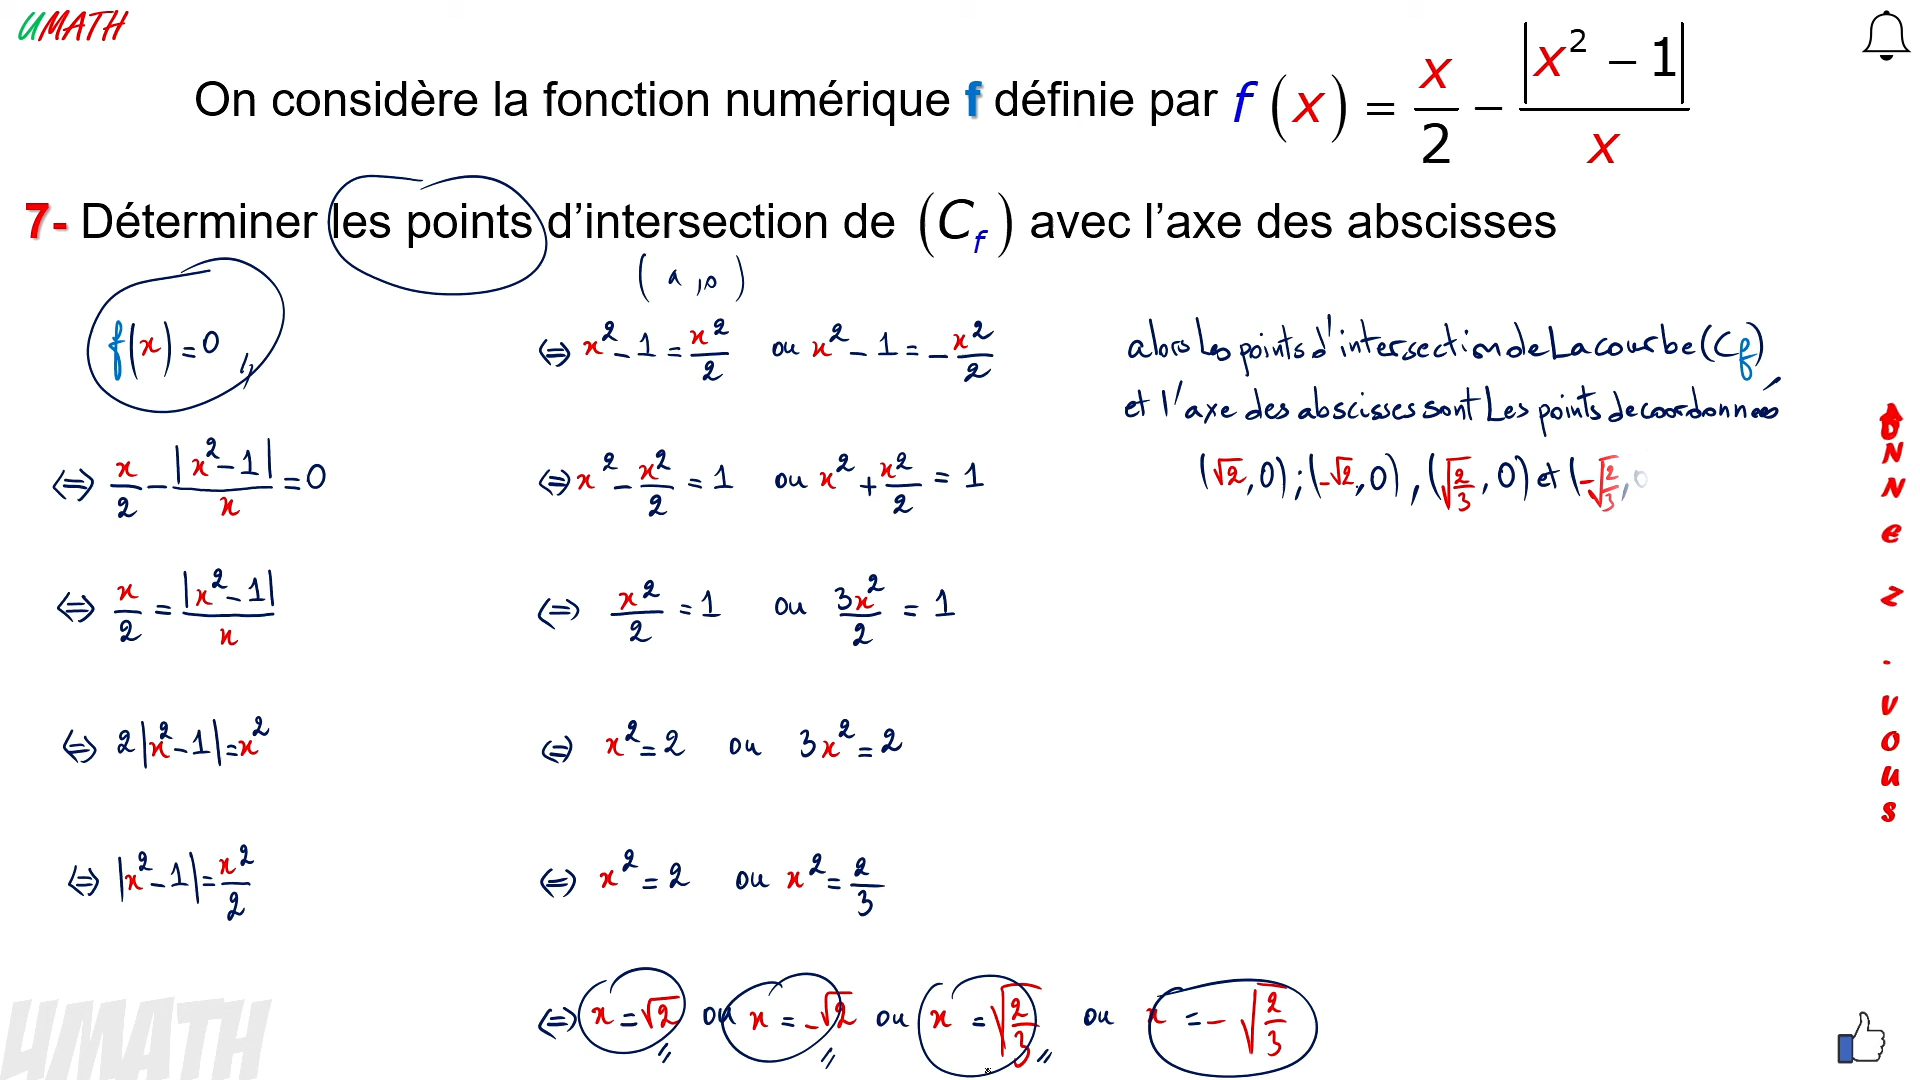 UMATH
On considère la fonction numérique f définie par f(x) = x/2 − |x² − 1|/x
7- Déterminer les points d’intersection de (C_f) avec l’axe des abscisses
(a, 0)
f(x) = 0
⇔ x/2 − |x² − 1|/x = 0
⇔ x/2 = |x² − 1|/x
⇔ 2|x² − 1| = x²
⇔ |x² − 1| = x²/2
⇔ x² − 1 = x²/2 ou x² − 1 = −x²/2
⇔ x² − x²/2 = 1 ou x² + x²/2 = 1
⇔ x²/2 = 1 ou 3x²/2 = 1
⇔ x² = 2 ou 3x² = 2
⇔ x² = 2 ou x² = 2/3
⇔ x = √2 ou x = −√2 ou x = √(2/3) ou x = −√(2/3)
alors les points d'intersection de la courbe (Cf)
et l'axe des abscisses sont les points de coordonnées
(√2, 0) ; (−√2, 0), (√(2/3), 0) et (−√(2/3), 0
ABONNeZ-VOUS
UMATH